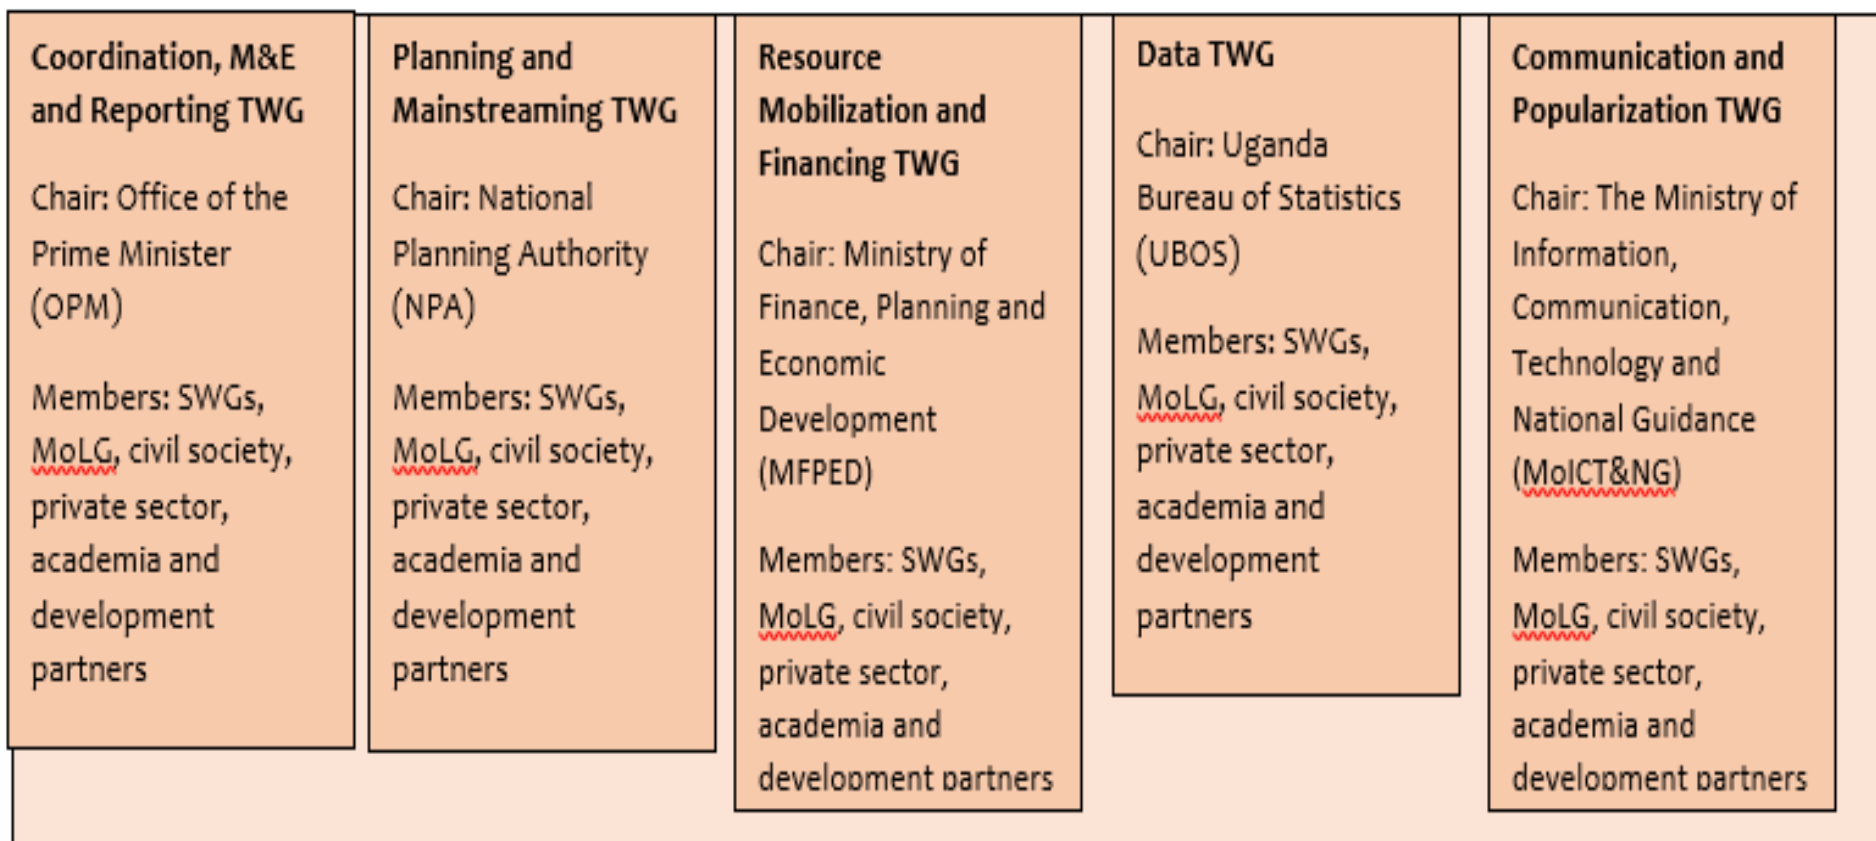 Coordination, M&E
and Reporting TWG
Chair: Office of the
Prime Minister
(OPM)
Members: SWGs,
MoLG, civil society,
private sector,
academia and
development
partners
Planning and
Mainstreaming TWG
Chair: National
Planning Authority
(NPA)
Members: SWGs,
MoLG, civil society,
private sector,
academia and
development
partners
Resource
Mobilization and
Financing TWG
Chair: Ministry of
Finance, Planning and
Economic
Development
(MFPED)
Members: SWGs,
MoLG, civil society,
private sector,
academia and
development partners
Data TWG
Chair: Uganda
Bureau of Statistics
(UBOS)
Members: SWGs,
MoLG, civil society,
private sector,
academia and
development
partners
Communication and
Popularization TWG
Chair: The Ministry of
Information,
Communication,
Technology and
National Guidance
(MoICT&NG)
Members: SWGs,
MoLG, civil society,
private sector,
academia and
development partners